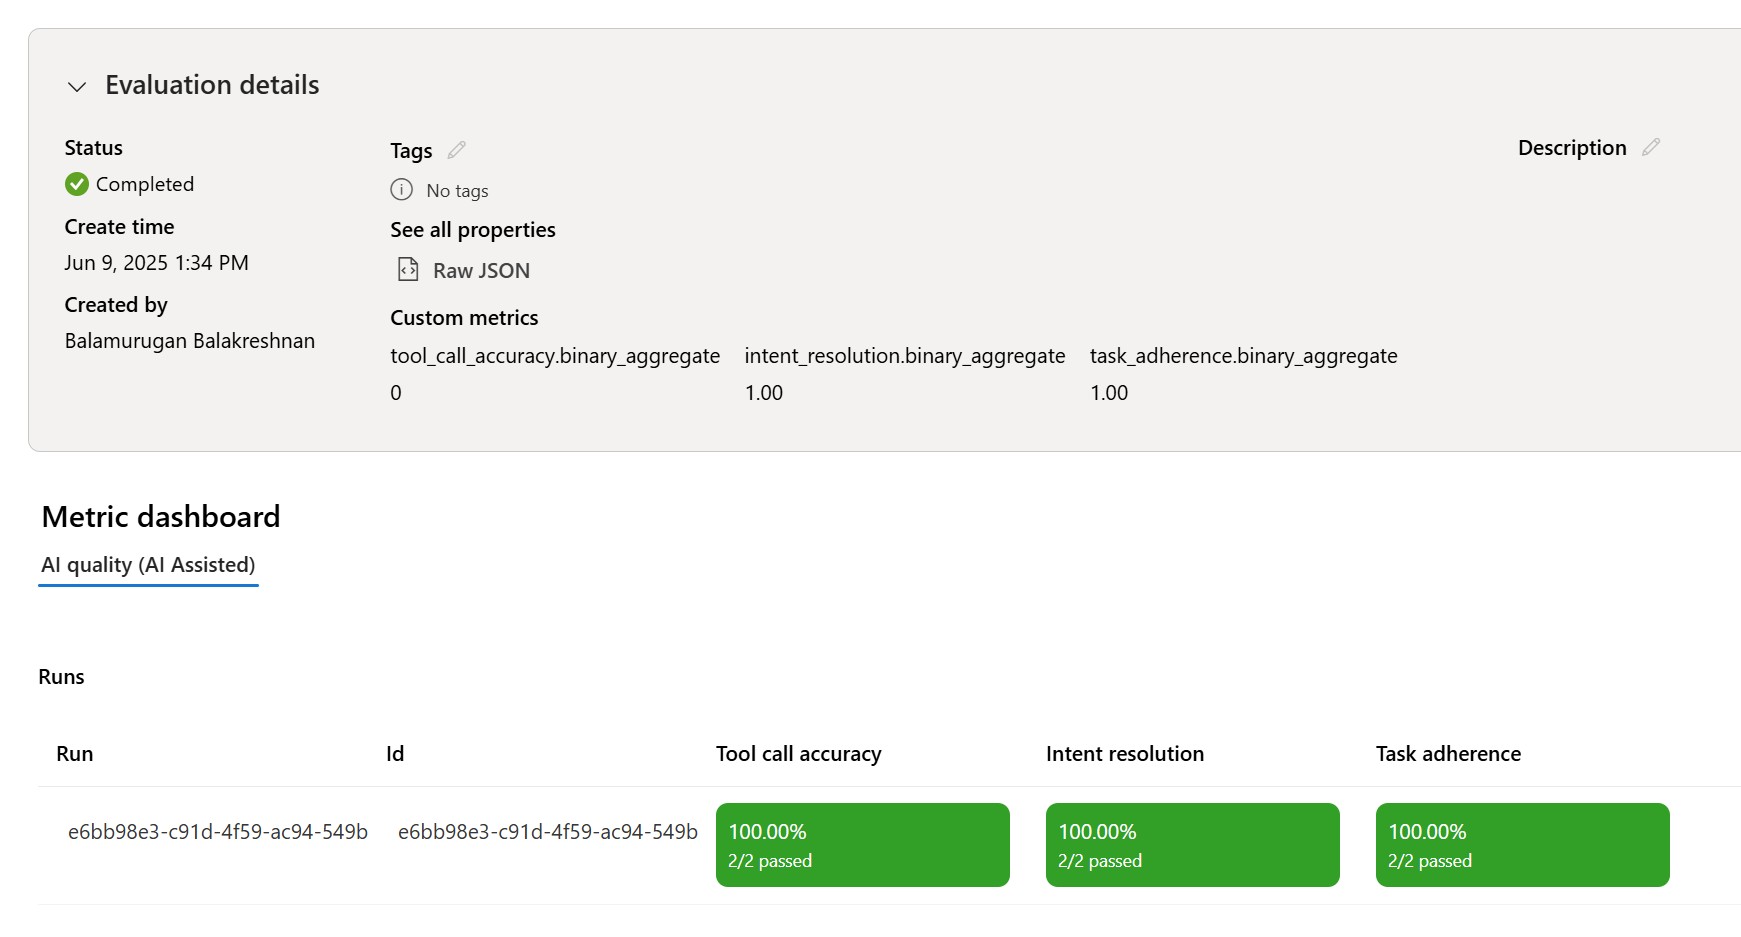 Evaluation details
Status
Completed
Create time
Jun 9, 2025 1:34 PM
Created by
Balamurugan Balakreshnan
Tags
No tags
See all properties
Raw JSON
Custom metrics
tool_call_accuracy.binary_aggregate intent_resolution.binary_aggregate task_adherence.binary_aggregate
0 1.00 1.00
Description
Metric dashboard
AI quality (AI Assisted)
Runs
Run Id Tool call accuracy Intent resolution Task adherence
e6bb98e3-c91d-4f59-ac94-549b e6bb98e3-c91d-4f59-ac94-549b 100.00% 100.00% 100.00%
2/2 passed 2/2 passed 2/2 passed